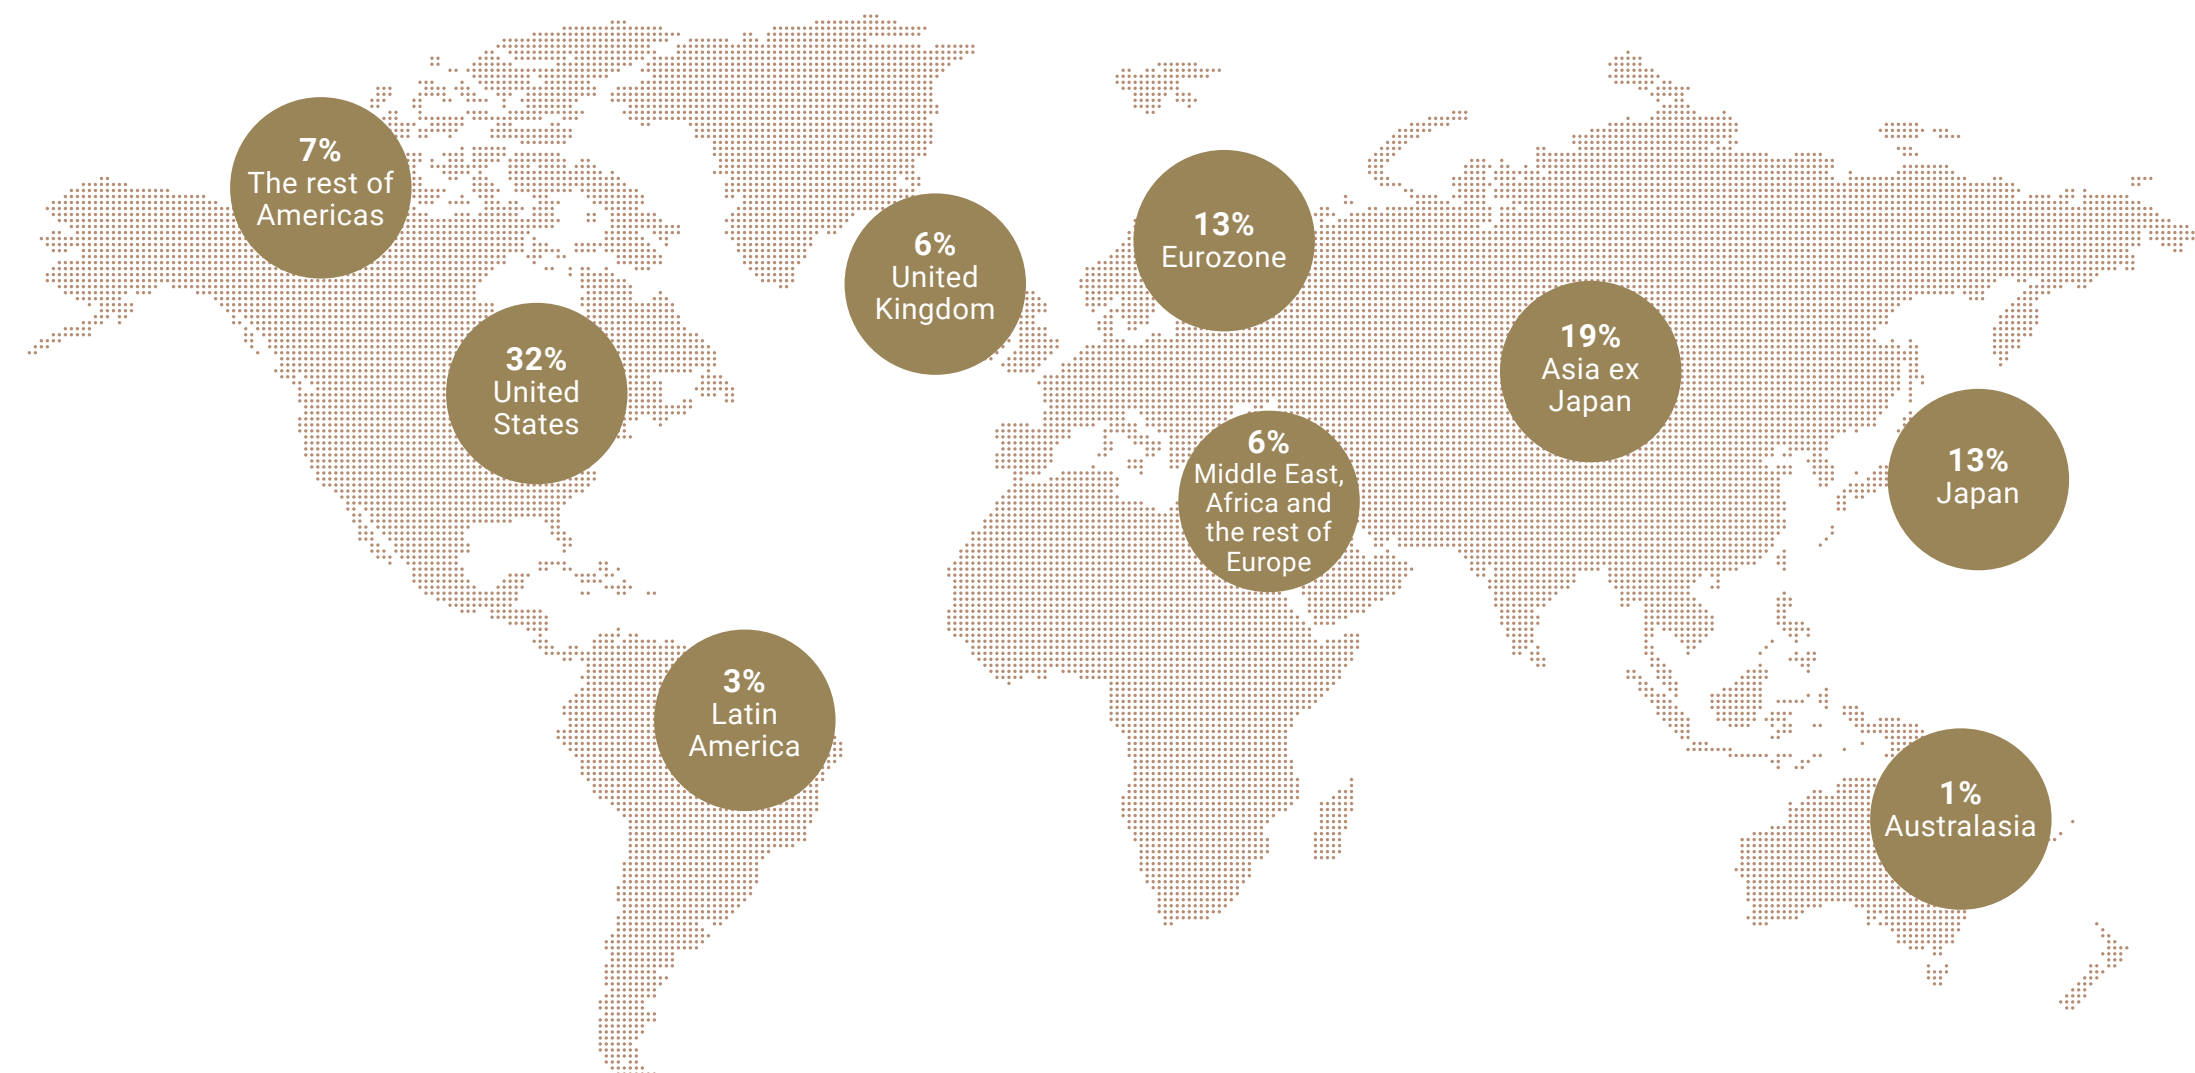 7%
The rest of
Americas
6%
United
Kingdom
13%
Eurozone
32%
United
States
19%
Asia ex
Japan
6%
Middle East,
Africa and
the rest of
Europe
13%
Japan
3%
Latin
America
1%
Australasia